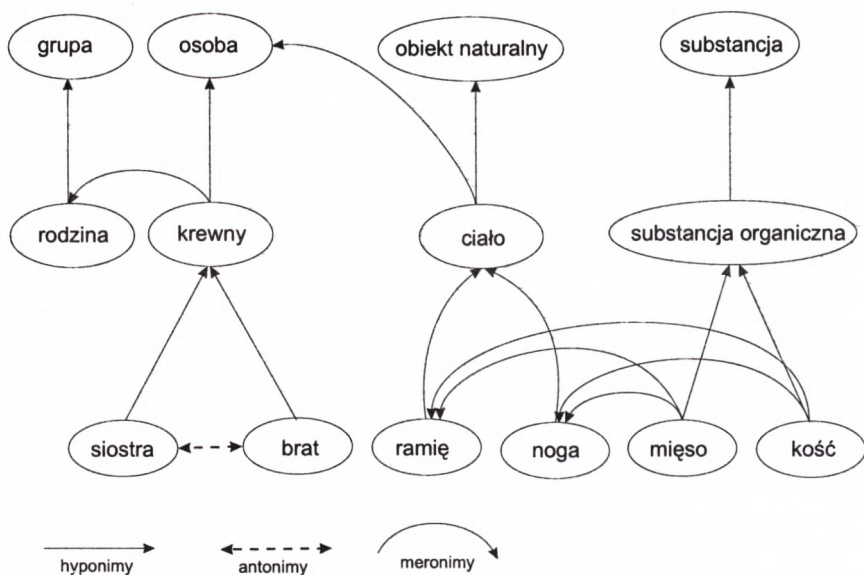 grupa
osoba
obiekt naturalny
substancja
rodzina
krewny
ciało
substancja organiczna
siostra
brat
ramię
noga
mięso
kość
hyponimy
antonimy
meronimy